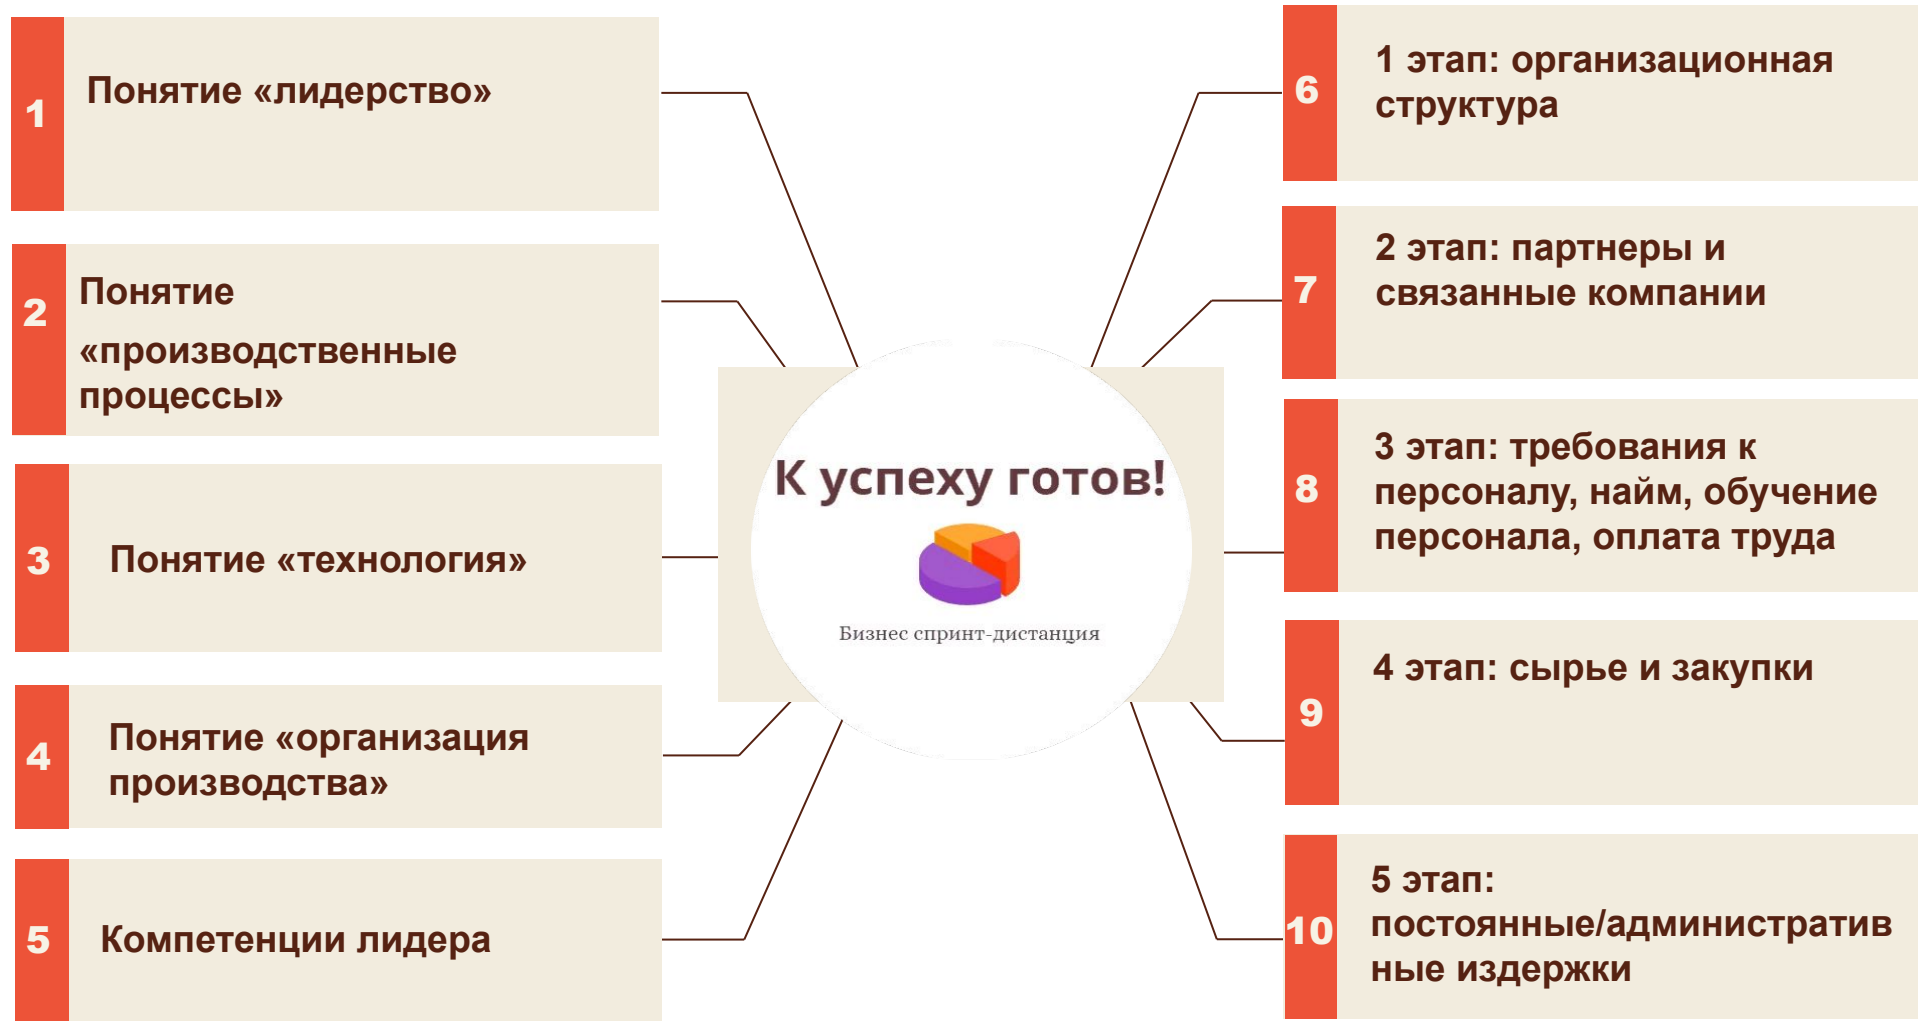 1
Понятие «лидерство»
2
Понятие
«производственные
процессы»
3
Понятие «технология»
4
Понятие «организация
производства»
5
Компетенции лидера
К успеху готов!
Бизнес спринт-дистанция
6
1 этап: организационная
структура
7
2 этап: партнеры и
связанные компании
8
3 этап: требования к
персоналу, найм, обучение
персонала, оплата труда
9
4 этап: сырье и закупки
10
5 этап:
постоянные/административ
ные издержки